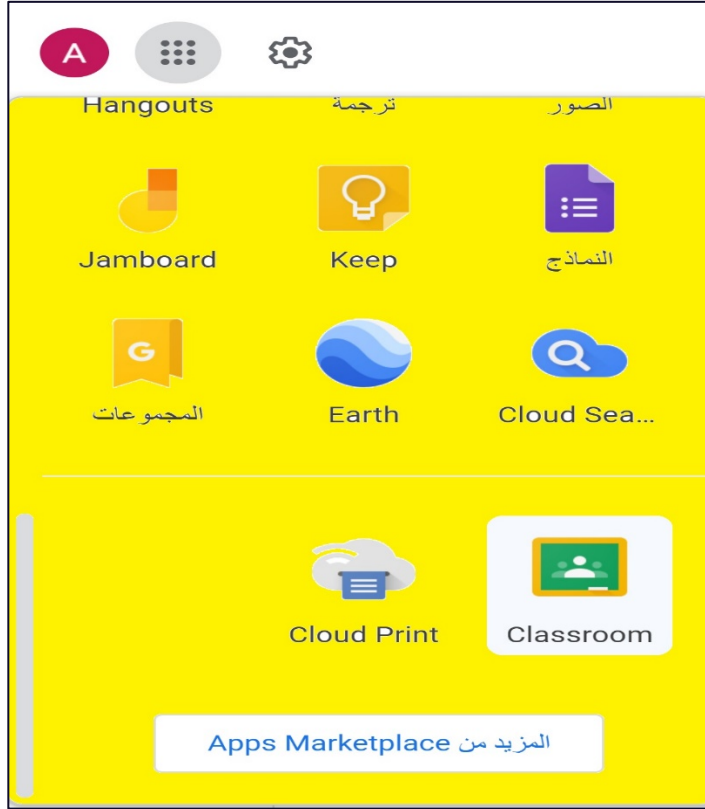 A
الصور ترجمة Hangouts
النماذج Keep Jamboard
G
Cloud Sea... Earth المجموعات
Classroom Cloud Print
المزيد من Apps Marketplace